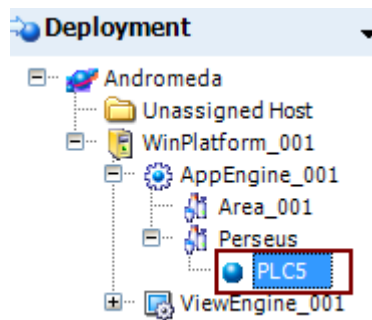 Deployment
Andromeda
Unassigned Host
WinPlatform_001
AppEngine_001
Area_001
Perseus
PLC5
ViewEngine_001